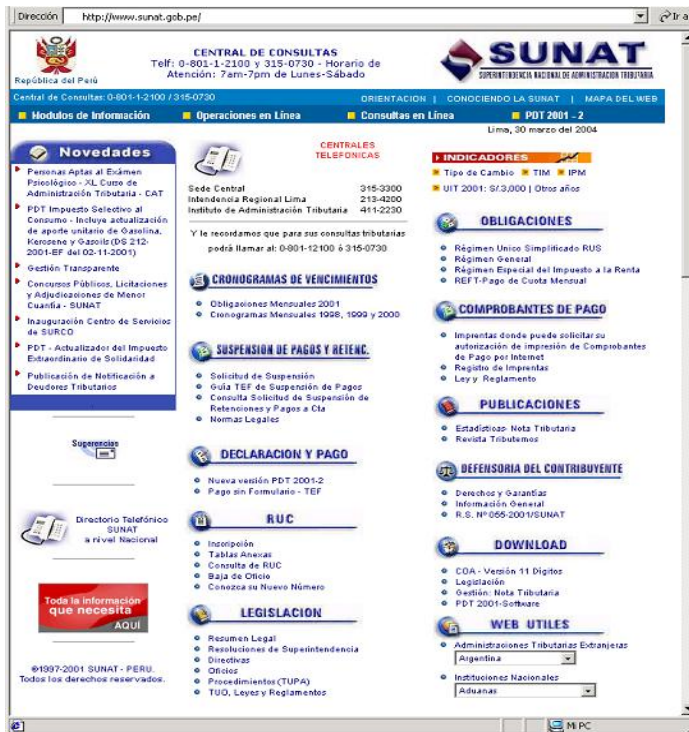 Dirección http://www.sunat.gob.pe/ Ir a
República del Perú
CENTRAL DE CONSULTAS
Telf: 0-801-1-2100 y 315-0730 - Horario de
Atención: 7am-7pm de Lunes-Sábado
SUNAT
SUPERINTENDENCIA NACIONAL DE ADMINISTRACION TRIBUTARIA
Central de Consultas: 0-801-1-2100 / 315-0730
ORIENTACION | CONOCIENDO LA SUNAT | MAPA DEL WEB
Modulos de Información Operaciones en Línea Consultas en Línea PDT 2001 - 2
Lima, 30 marzo del 2004
Novedades
Personas Aptas al Exámen
Psicológico - XL Curso de
Administración Tributaria - CAT
PDT Impuesto Selectivo al
Consumo - Incluye actualización
de aporte unitario de Gasolina,
Kerosene y Gasoils (DS 212-
2001-EF del 02-11-2001)
Gestión Transparente
Concursos Públicos, Licitaciones
y Adjudicaciones de Menor
Cuantía - SUNAT
Inauguración Centro de Servicios
de SURCO
PDT - Actualizador del Impuesto
Extraordinario de Solidaridad
Publicación de Notificación a
Deudores Tributarios
Sugerencias
Directorio Telefónico
SUNAT
a nivel Nacional
Toda la información
que necesita
AQUI
©1997-2001 SUNAT - PERU.
Todos los derechos reservados.
CENTRALES
TELEFONICAS
Sede Central 315-3300
Intendencia Regional Lima 213-4200
Instituto de Administración Tributaria 411-2230
Y le recordamos que para sus consultas tributarias
podrá llamar al: 0-801-12100 ó 315-0730
CRONOGRAMAS DE VENCIMIENTOS
Obligaciones Mensuales 2001
Cronogramas Mensuales 1998, 1999 y 2000
SUSPENSION DE PAGOS Y RETENC.
Solicitud de Suspensión
Guía TEF de Suspensión de Pagos
Consulta Solicitud de Suspensión de
Retenciones y Pagos a Cta
Normas Legales
DECLARACION Y PAGO
Nueva versión PDT 2001-2
Pago sin Formulario - TEF
RUC
Inscripción
Tablas Anexas
Consulta de RUC
Baja de Oficio
Conozca su Nuevo Número
LEGISLACION
Resumen Legal
Resoluciones de Superintendencia
Directivas
Oficios
Procedimientos (TUPA)
TUO, Leyes y Reglamentos
INDICADORES
Tipo de Cambio TIM IPM
UIT 2001: S/.3,000 | Otros años
OBLIGACIONES
Régimen Unico Simplificado RUS
Régimen General
Régimen Especial del Impuesto a la Renta
REFT-Pago de Cuota Mensual
COMPROBANTES DE PAGO
Imprentas donde puede solicitar su
autorización de impresión de Comprobantes
de Pago por Internet
Registro de Imprentas
Ley y Reglamento
PUBLICACIONES
Estadísticas- Nota Tributaria
Revista Tributemos
DEFENSORIA DEL CONTRIBUYENTE
Derechos y Garantías
Información General
R.S. Nº 055-2001/SUNAT
DOWNLOAD
COA - Versión 11 Dígitos
Legislación
Gestión: Nota Tributaria
PDT 2001-Software
WEB UTILES
Administraciones Tributarias Extranjeras
Argentina
Instituciones Nacionales
Aduanas
Mi PC